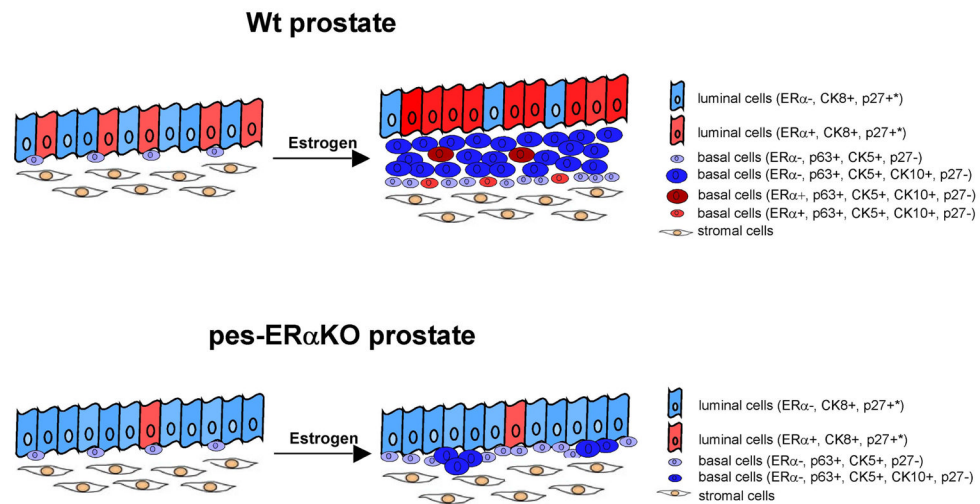 Wt prostate
Estrogen
luminal cells (ERα-, CK8+, p27+*)
luminal cells (ERα+, CK8+, p27+*)
basal cells (ERα-, p63+, CK5+, p27-)
basal cells (ERα-, p63+, CK5+, CK10+, p27-)
basal cells (ERα+, p63+, CK5+, CK10+, p27-)
basal cells (ERα+, p63+, CK5+, CK10+, p27-)
stromal cells
pes-ERαKO prostate
Estrogen
luminal cells (ERα-, CK8+, p27+*)
luminal cells (ERα+, CK8+, p27+*)
basal cells (ERα-, p63+, CK5+, p27-)
basal cells (ERα-, p63+, CK5+, CK10+, p27-)
stromal cells